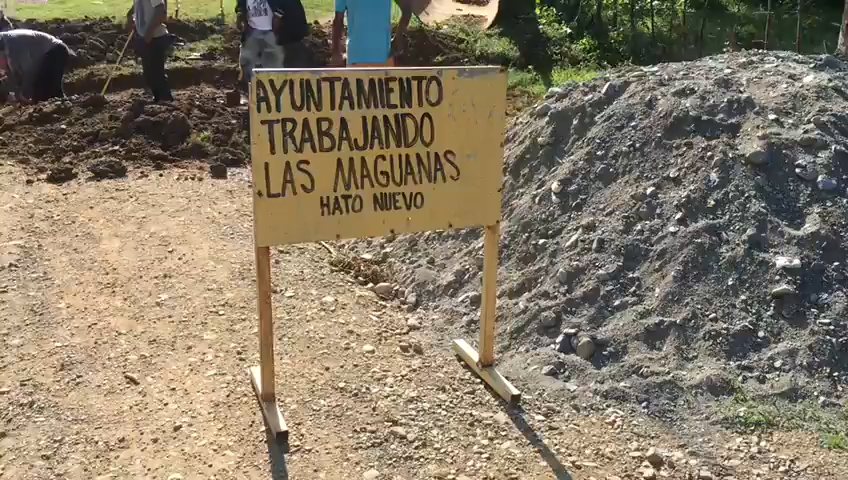 AYUNTAMIENTO
TRABAJANDO
LAS MAGUANAS
HATO NUEVO